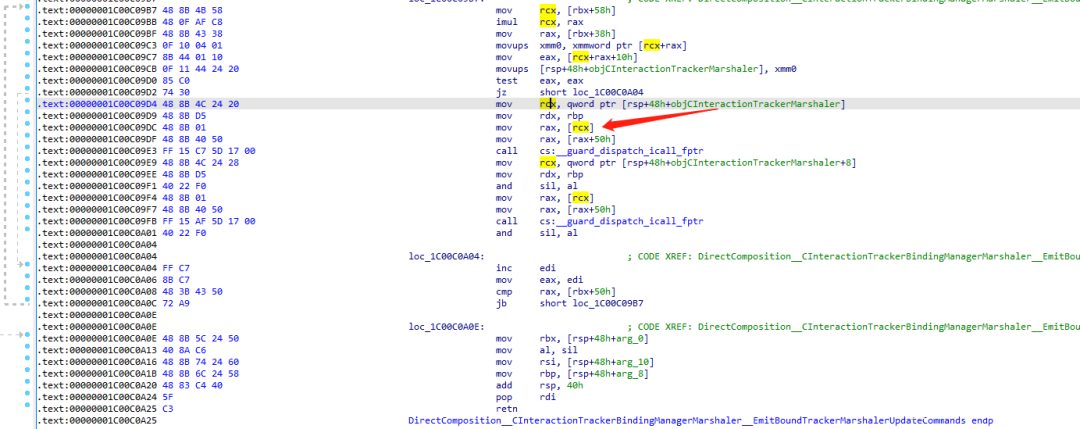 loc_1C00C09B7: ; CODE XREF: DirectComposition__CInteractionTrackerBindingManagerMarshaler__EmitBound
.text:00000001C00C09B7 48 8B 4B 58 mov rcx, [rbx+58h]
.text:00000001C00C09BB 48 0F AF C8 imul rcx, rax
.text:00000001C00C09BF 48 8B 43 38 mov rax, [rbx+38h]
.text:00000001C00C09C3 0F 10 04 01 movups xmm0, xmmword ptr [rcx+rax]
.text:00000001C00C09C7 8B 44 01 10 mov eax, [rcx+rax+10h]
.text:00000001C00C09CB 0F 11 44 24 20 movups [rsp+48h+objCInteractionTrackerMarshaler], xmm0
.text:00000001C00C09D0 85 C0 test eax, eax
.text:00000001C00C09D2 74 30 jz short loc_1C00C0A04
.text:00000001C00C09D4 48 8B 4C 24 20 mov rcx, qword ptr [rsp+48h+objCInteractionTrackerMarshaler]
.text:00000001C00C09D9 48 8B D5 mov rdx, rbp
.text:00000001C00C09DC 48 8B 01 mov rax, [rcx]
.text:00000001C00C09DF 48 8B 40 50 mov rax, [rax+50h]
.text:00000001C00C09E3 FF 15 C7 5D 17 00 call cs:__guard_dispatch_icall_fptr
.text:00000001C00C09E9 48 8B 4C 24 28 mov rcx, qword ptr [rsp+48h+objCInteractionTrackerMarshaler+8]
.text:00000001C00C09EE 48 8B D5 mov rdx, rbp
.text:00000001C00C09F1 40 22 F0 and sil, al
.text:00000001C00C09F4 48 8B 01 mov rax, [rcx]
.text:00000001C00C09F7 48 8B 40 50 mov rax, [rax+50h]
.text:00000001C00C09FB FF 15 AF 5D 17 00 call cs:__guard_dispatch_icall_fptr
.text:00000001C00C0A01 40 22 F0 and sil, al
.text:00000001C00C0A04
.text:00000001C00C0A04 loc_1C00C0A04: ; CODE XREF: DirectComposition__CInteractionTrackerBindingManagerMarshaler__EmitBound
.text:00000001C00C0A04 FF C7 inc edi
.text:00000001C00C0A06 8B C7 mov eax, edi
.text:00000001C00C0A08 48 3B 43 50 cmp rax, [rbx+50h]
.text:00000001C00C0A0C 72 A9 jb short loc_1C00C09B7
.text:00000001C00C0A0E
.text:00000001C00C0A0E loc_1C00C0A0E: ; CODE XREF: DirectComposition__CInteractionTrackerBindingManagerMarshaler__EmitBound
.text:00000001C00C0A0E 48 8B 5C 24 50 mov rbx, [rsp+48h+arg_0]
.text:00000001C00C0A13 40 8A C6 mov al, sil
.text:00000001C00C0A16 48 8B 74 24 60 mov rsi, [rsp+48h+arg_10]
.text:00000001C00C0A1B 48 8B 6C 24 58 mov rbp, [rsp+48h+arg_8]
.text:00000001C00C0A20 48 83 C4 40 add rsp, 40h
.text:00000001C00C0A24 5F pop rdi
.text:00000001C00C0A25 C3 retn
.text:00000001C00C0A25 DirectComposition__CInteractionTrackerBindingManagerMarshaler__EmitBoundTrackerMarshalerUpdateCommands endp